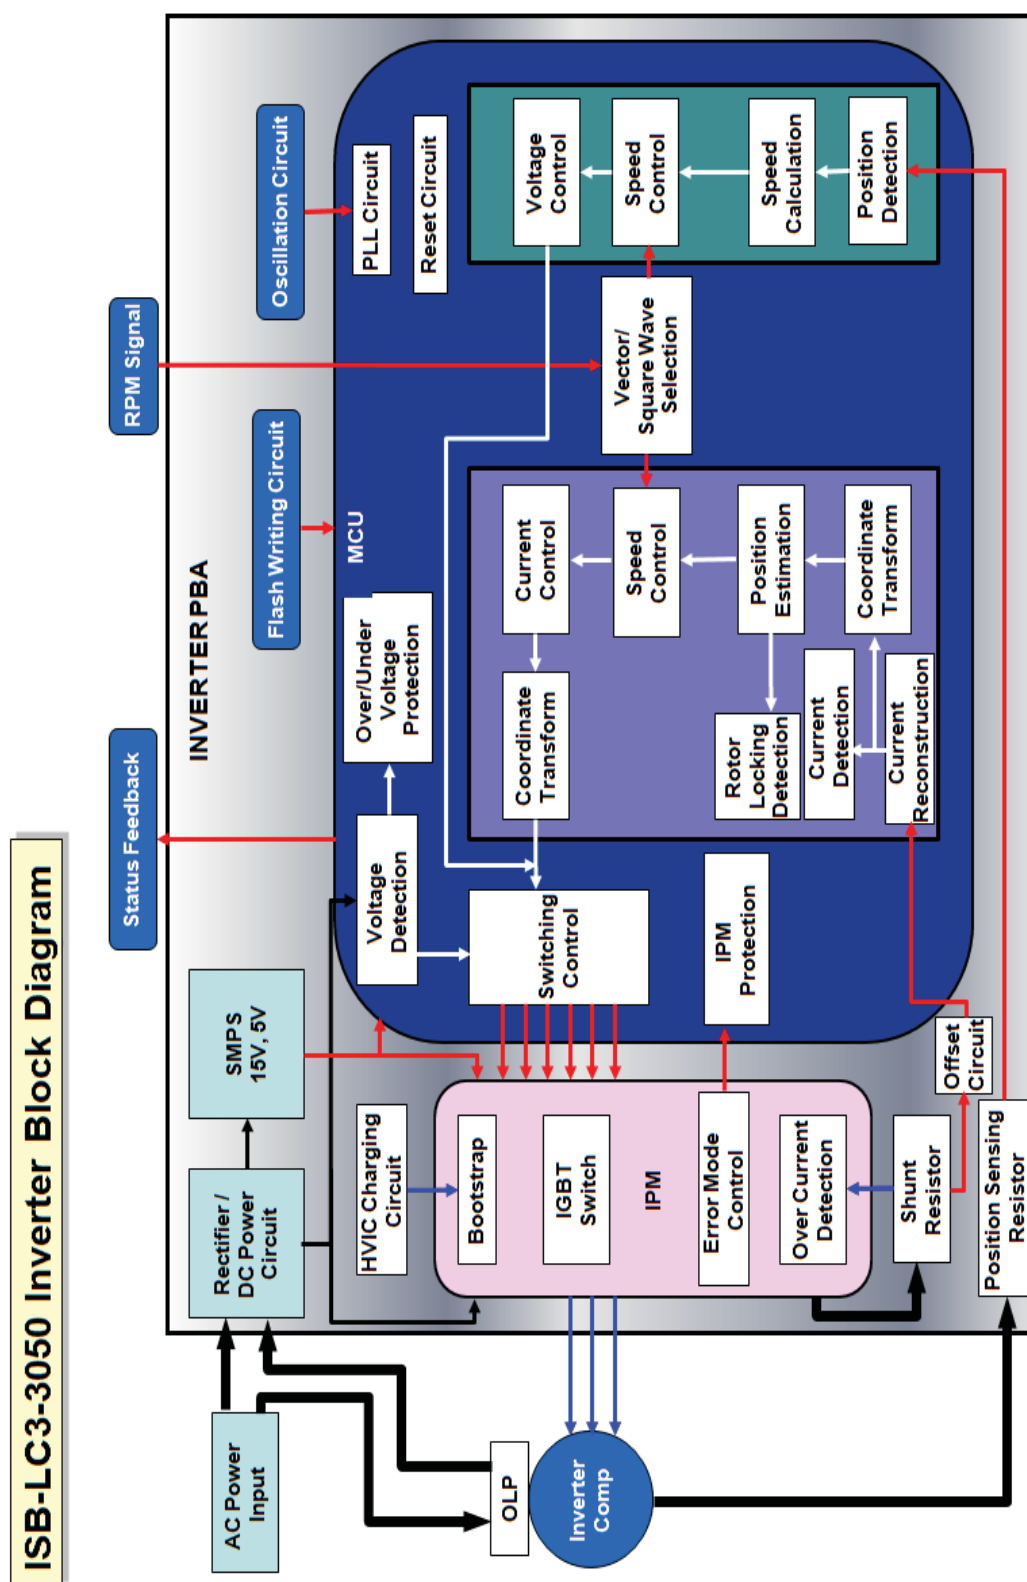 ISB-LC3-3050 Inverter Block Diagram
Status Feedback
RPM Signal
INVERTER PBA
Flash Writing Circuit
Oscillation Circuit
AC Power
Input
Rectifier /
DC Power
Circuit
SMPS
15V, 5V
MCU
PLL Circuit
Reset Circuit
Voltage
Detection
Over/Under
Voltage
Protection
HVIC Charging
Circuit
Bootstrap
IGBT
Switch
IPM
Error Mode
Control
Over Current
Detection
Switching
Control
IPM
Protection
Coordinate
Transform
Current
Control
Speed
Control
Position
Estimation
Coordinate
Transform
Rotor
Locking
Detection
Current
Detection
Current
Reconstruction
Vector/
Square Wave
Selection
Voltage
Control
Speed
Control
Speed
Calculation
Position
Detection
OLP
Inverter
Comp
Shunt
Resistor
Offset
Circuit
Position Sensing
Resistor